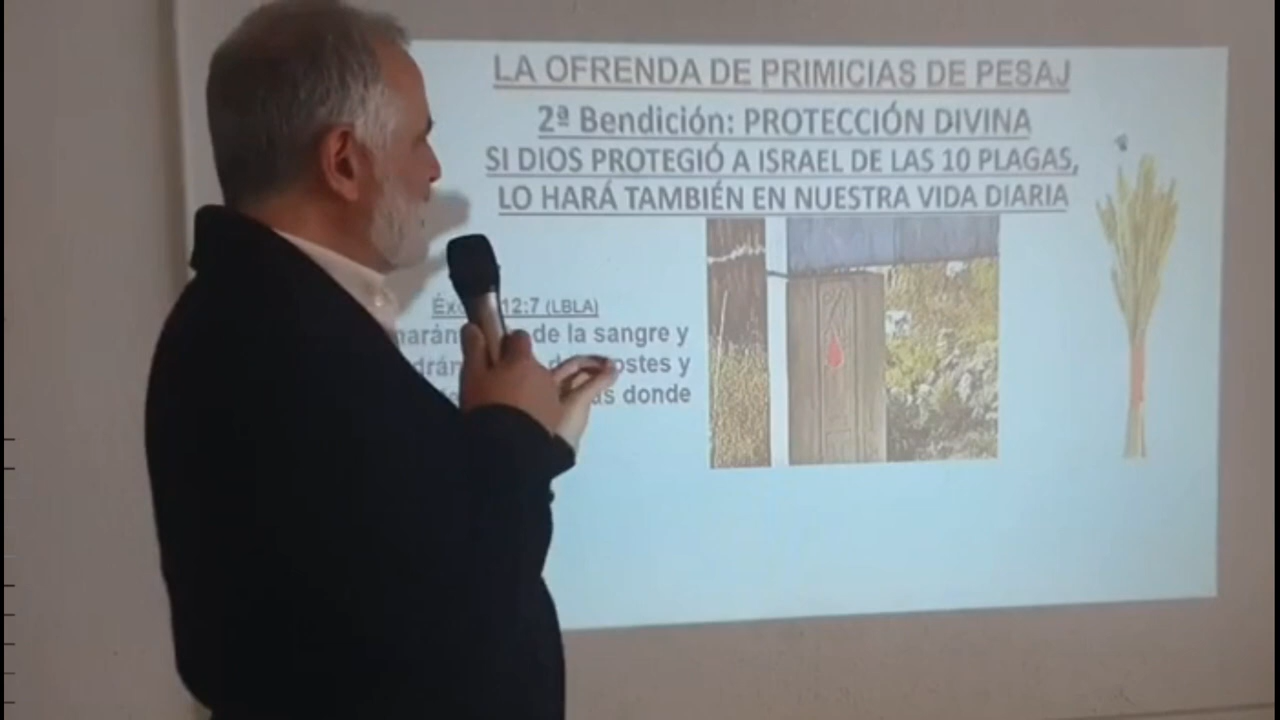 LA OFRENDA DE PRIMICIAS DE PESAJ
2ª Bendición: PROTECCIÓN DIVINA
SI DIOS PROTEGIÓ A ISRAEL DE LAS 10 PLAGAS,
LO HARÁ TAMBIÉN EN NUESTRA VIDA DIARIA
12:7 (LBLA)
de la sangre y
y
donde